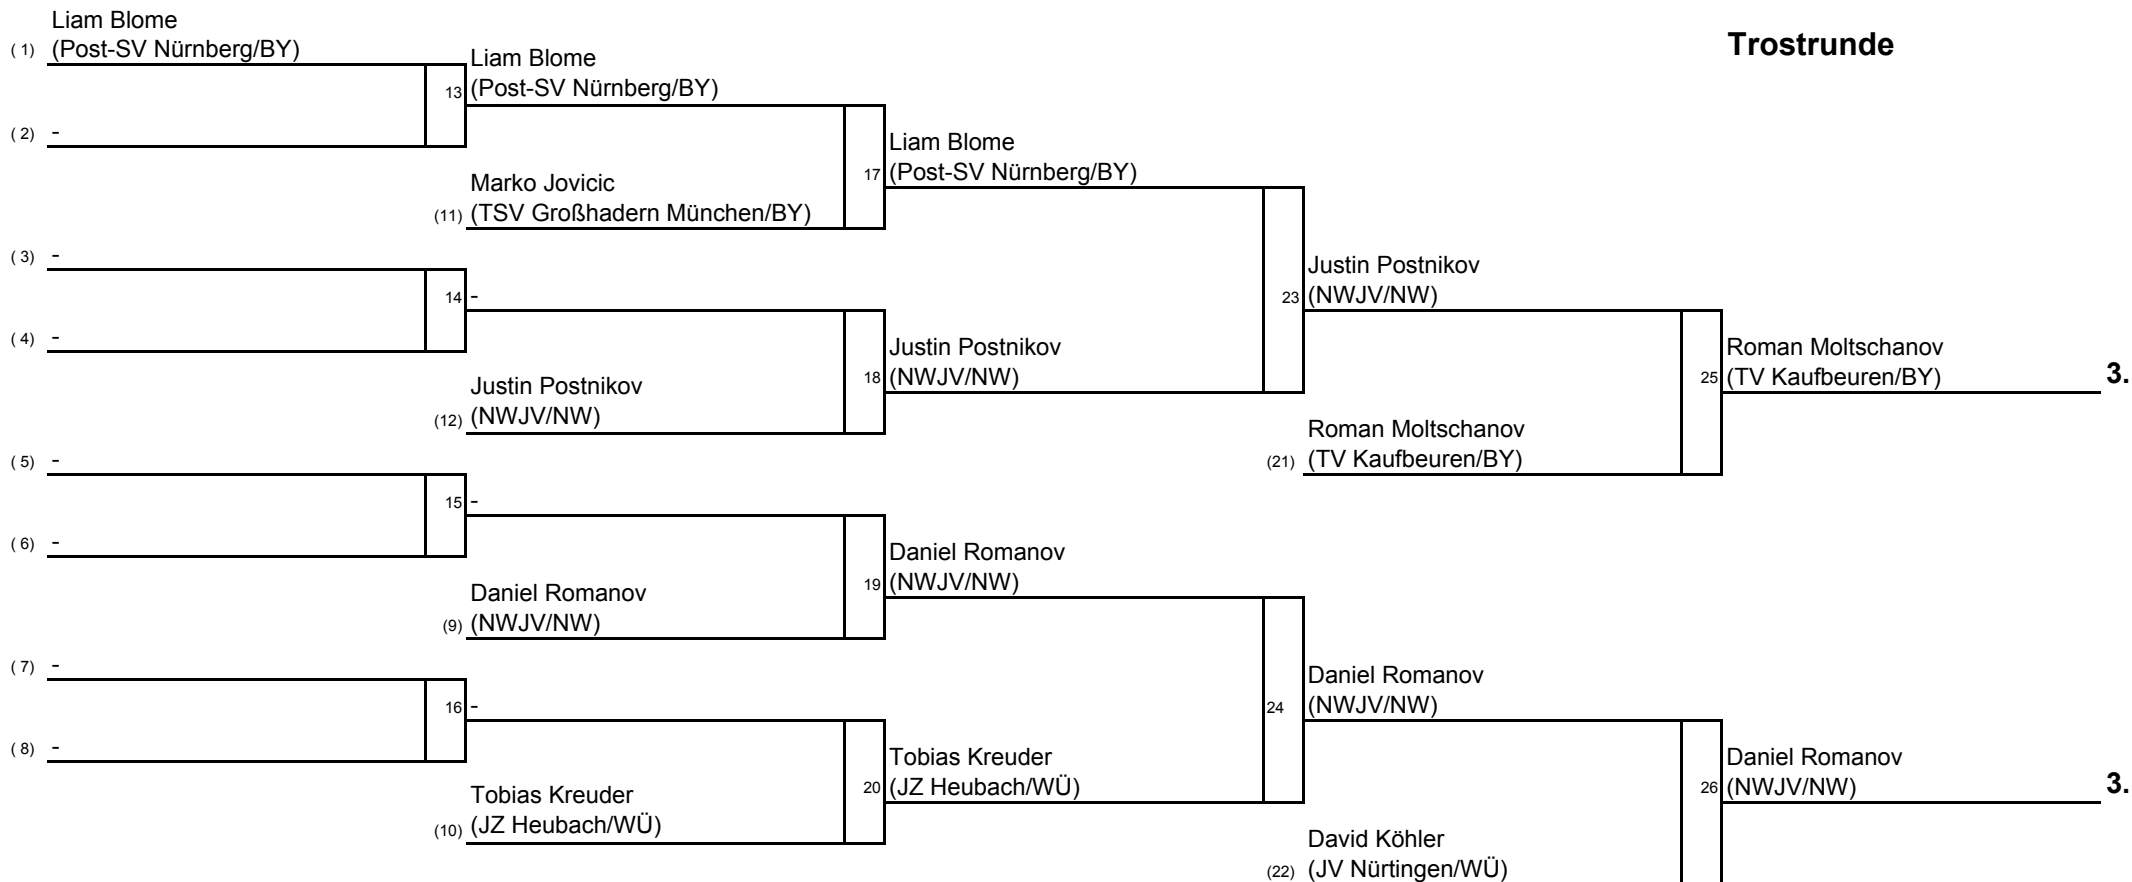 Liam Blome
( 1) (Post-SV Nürnberg/BY)
Trostrunde
Liam Blome
13 (Post-SV Nürnberg/BY)
( 2) -
Liam Blome
17 (Post-SV Nürnberg/BY)
Marko Jovicic
(11) (TSV Großhadern München/BY)
( 3) -
Justin Postnikov
23 (NWJV/NW)
14 -
( 4) -
Justin Postnikov
18 (NWJV/NW)
Roman Moltschanov
25 (TV Kaufbeuren/BY)
3.
Justin Postnikov
(12) (NWJV/NW)
Roman Moltschanov
(21) (TV Kaufbeuren/BY)
( 5) -
15 -
( 6) -
Daniel Romanov
19 (NWJV/NW)
Daniel Romanov
(9) (NWJV/NW)
( 7) -
Daniel Romanov
24 (NWJV/NW)
16 -
( 8) -
Tobias Kreuder
20 (JZ Heubach/WÜ)
Daniel Romanov
26 (NWJV/NW)
3.
Tobias Kreuder
(10) (JZ Heubach/WÜ)
David Köhler
(22) (JV Nürtingen/WÜ)